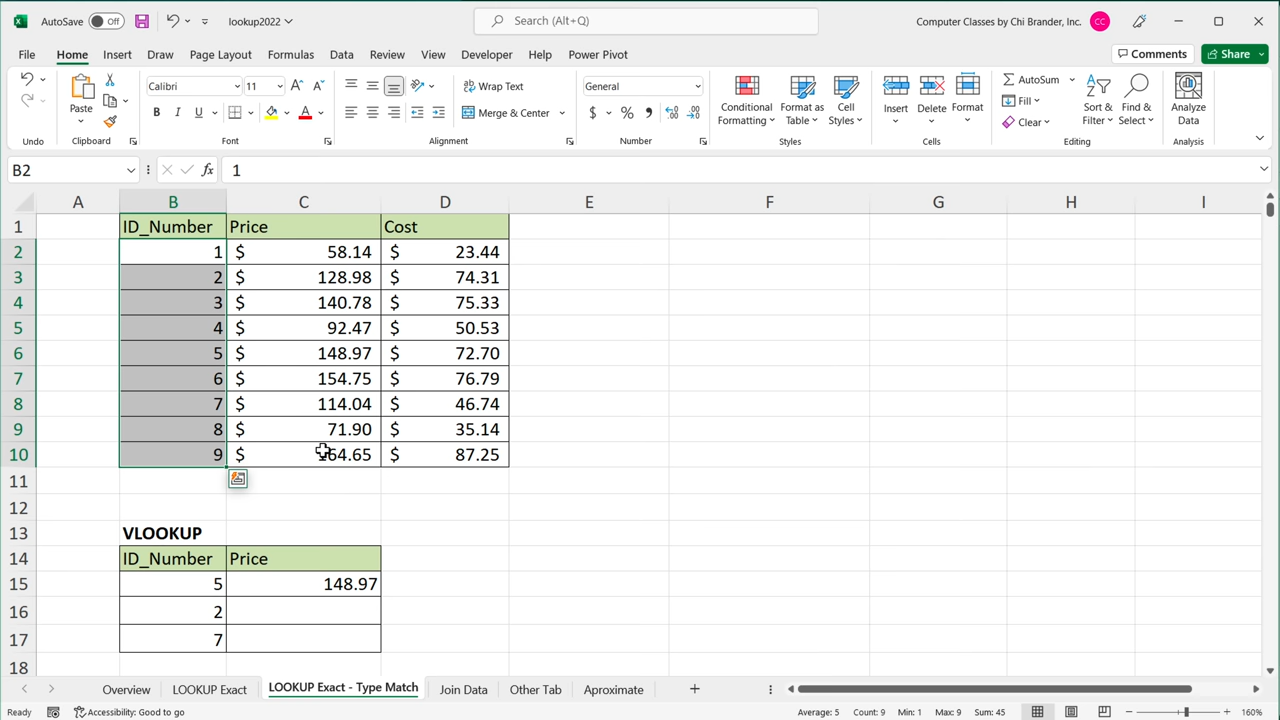 AutoSave Off lookup2022 Search (Alt+Q) Computer Classes by Chi Brander, Inc. CC
File Home Insert Draw Page Layout Formulas Data Review View Developer Help Power Pivot Comments Share
Paste Calibri 11 A A Wrap Text General Conditional Formatting Format as Table Cell Styles Insert Delete Format AutoSum Sort & Filter Find & Select Analyze Data
B I U A Merge & Center $ % Fill
Clear
Undo Clipboard Font Alignment Number Styles Cells Editing Analysis
B2 fx 1
A B C D E F G H I
1 ID_Number Price Cost
2 1 $ 58.14 $ 23.44
3 2 $ 128.98 $ 74.31
4 3 $ 140.78 $ 75.33
5 4 $ 92.47 $ 50.53
6 5 $ 148.97 $ 72.70
7 6 $ 154.75 $ 76.79
8 7 $ 114.04 $ 46.74
9 8 $ 71.90 $ 35.14
10 9 $ 64.65 $ 87.25
11
12
13 VLOOKUP
14 ID_Number Price
15 5 148.97
16 2
17 7
18
Overview LOOKUP Exact LOOKUP Exact - Type Match Join Data Other Tab Aproximate
Ready Accessibility: Good to go Average: 5 Count: 9 Min: 1 Max: 9 Sum: 45 160%